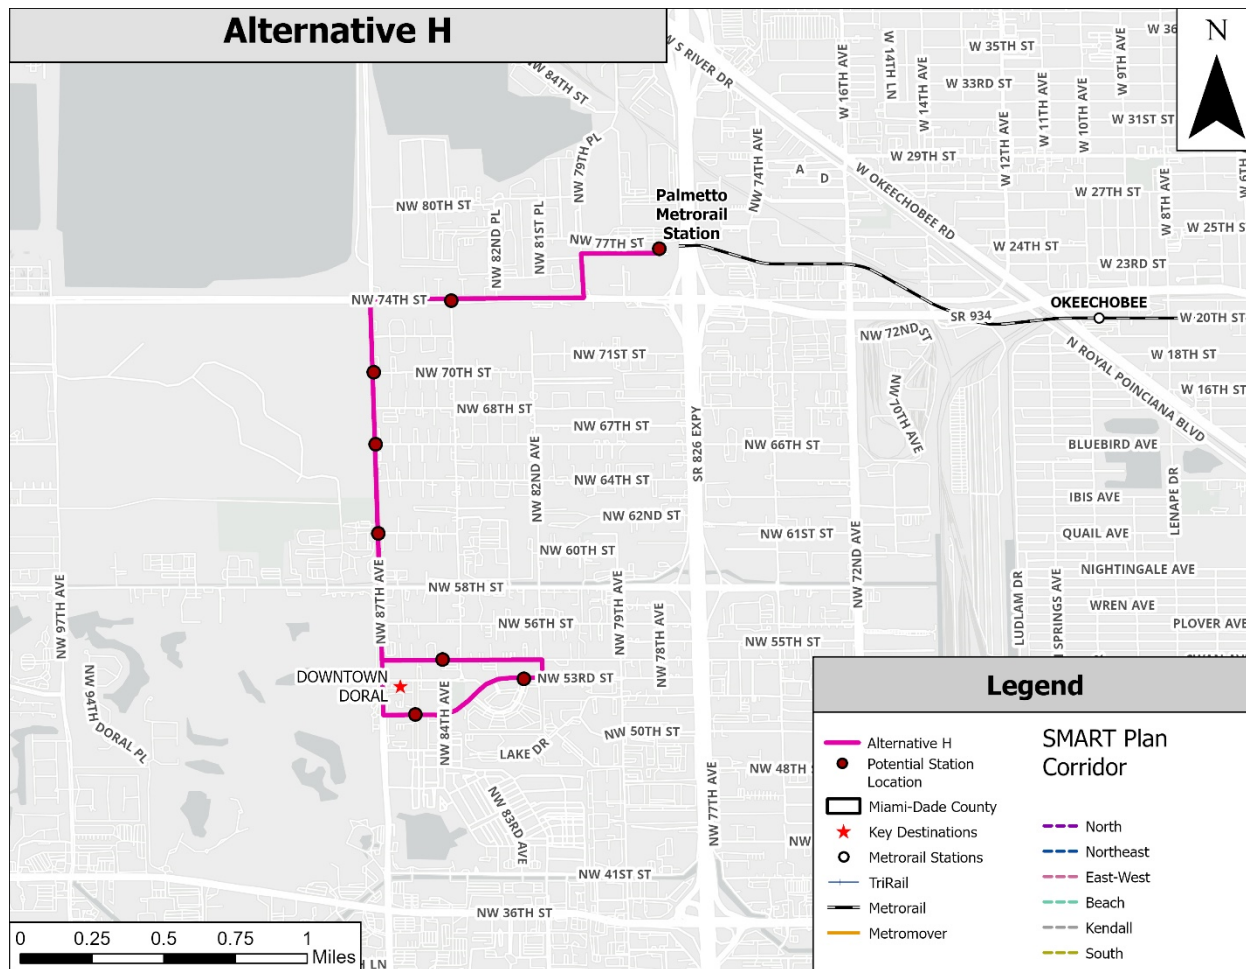 Alternative H
N
W 36
W 35TH ST
W S RIVER DR
W 16TH AVE
W 14TH LN
W 14TH AVE
W 33RD ST
W 12TH AVE
W 11TH AVE
W 10TH AVE
W 9TH AVE
W 31ST ST
NW 84TH ST
NW 79TH PL
NW 74TH AVE
A
D
W 29TH ST
W OKEECHOBEE RD
W 27TH ST
W 8TH AVE
W 6TH
NW 80TH ST
NW 82ND PL
NW 81ST PL
Palmetto
Metrorail
Station
NW 77TH ST
W 25TH ST
W 24TH ST
W 23RD ST
NW 74TH ST
OKEECHOBEE
SR 934
W 20TH ST
NW 72ND ST
N ROYAL POINCIANA BLVD
NW 71ST ST
NW 70TH ST
W 18TH ST
W 16TH ST
NW 70TH AVE
NW 68TH ST
NW 67TH ST
SR 826 EXPY
NW 66TH ST
BLUEBIRD AVE
NW 82ND AVE
NW 64TH ST
IBIS AVE
LENAPE DR
NW 62ND ST
NW 61ST ST
QUAIL AVE
NW 60TH ST
NW 72ND AVE
NIGHTINGALE AVE
NW 97TH AVE
NW 87TH AVE
NW 58TH ST
NW 79TH AVE
NW 78TH AVE
LUDLAM DR
SPRINGS AVE
WREN AVE
NW 56TH ST
PLOVER AVE
NW 55TH ST
DOWNTOWN
DORAL
NW 53RD ST
NW 94TH
DORAL PL
NW 84TH AVE
LAKE DR
NW 50TH ST
NW 48TH S
NW 83RD AVE
NW 77TH AVE
NW
NW 41ST ST
NW 36TH ST
LN
0 0.25 0.5 0.75 1
Miles
Legend
Alternative H
Potential Station
Location
Miami-Dade County
Key Destinations
Metrorail Stations
TriRail
Metrorail
Metromover
SMART Plan
Corridor
North
Northeast
East-West
Beach
Kendall
South